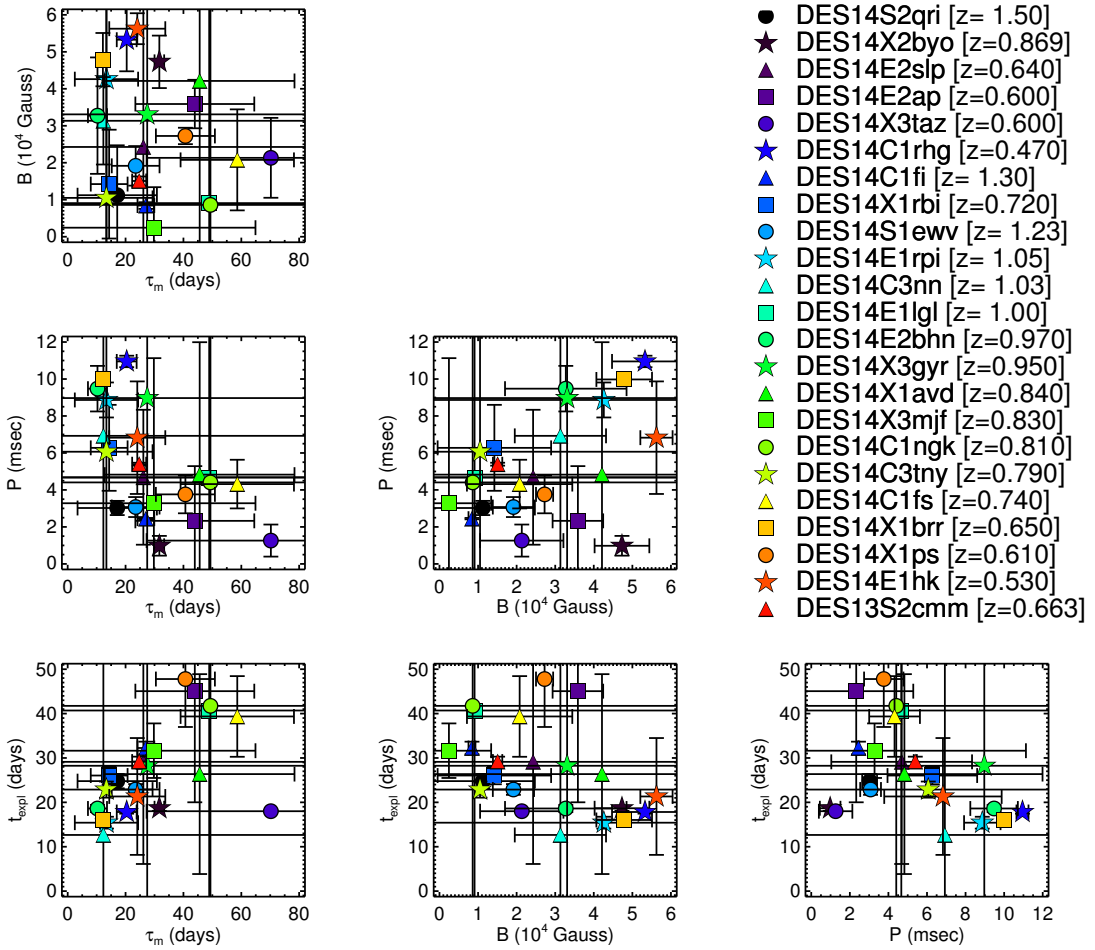 6
5
4
3
2
1
0
B (10⁴ Gauss)
0 20 40 60 80
τm (days)
DES14S2qri [z= 1.50]
DES14X2byo [z=0.869]
DES14E2slp [z=0.640]
DES14E2ap [z=0.600]
DES14X3taz [z=0.600]
DES14C1rhg [z=0.470]
DES14C1fi [z= 1.30]
DES14X1rbi [z=0.720]
DES14S1ewv [z= 1.23]
DES14E1rpi [z= 1.05]
DES14C3nn [z= 1.03]
DES14E1lgl [z= 1.00]
DES14E2bhn [z=0.970]
DES14X3gyr [z=0.950]
DES14X1avd [z=0.840]
DES14X3mjf [z=0.830]
DES14C1ngk [z=0.810]
DES14C3tny [z=0.790]
DES14C1fs [z=0.740]
DES14X1brr [z=0.650]
DES14X1ps [z=0.610]
DES14E1hk [z=0.530]
DES13S2cmm [z=0.663]
12
10
8
6
4
2
0
P (msec)
0 20 40 60 80
τm (days)
12
10
8
6
4
2
0
P (msec)
0 1 2 3 4 5 6
B (10⁴ Gauss)
50
40
30
20
10
0
texpl (days)
0 20 40 60 80
τm (days)
50
40
30
20
10
0
texpl (days)
0 1 2 3 4 5 6
B (10⁴ Gauss)
50
40
30
20
10
0
texpl (days)
0 2 4 6 8 10 12
P (msec)